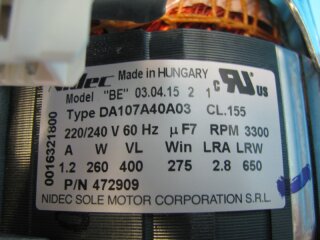 Nidec Made in HUNGARY
Model "BE" 03.04.15 2 1 c RU US
Type DA107A40A03 CL.155
220/240 V 60 Hz µF7 RPM 3300
A W VL Win LRA LRW
1.2 260 400 275 2.8 650
P/N 472909
NIDEC SOLE MOTOR CORPORATION S.R.L.
0016321800